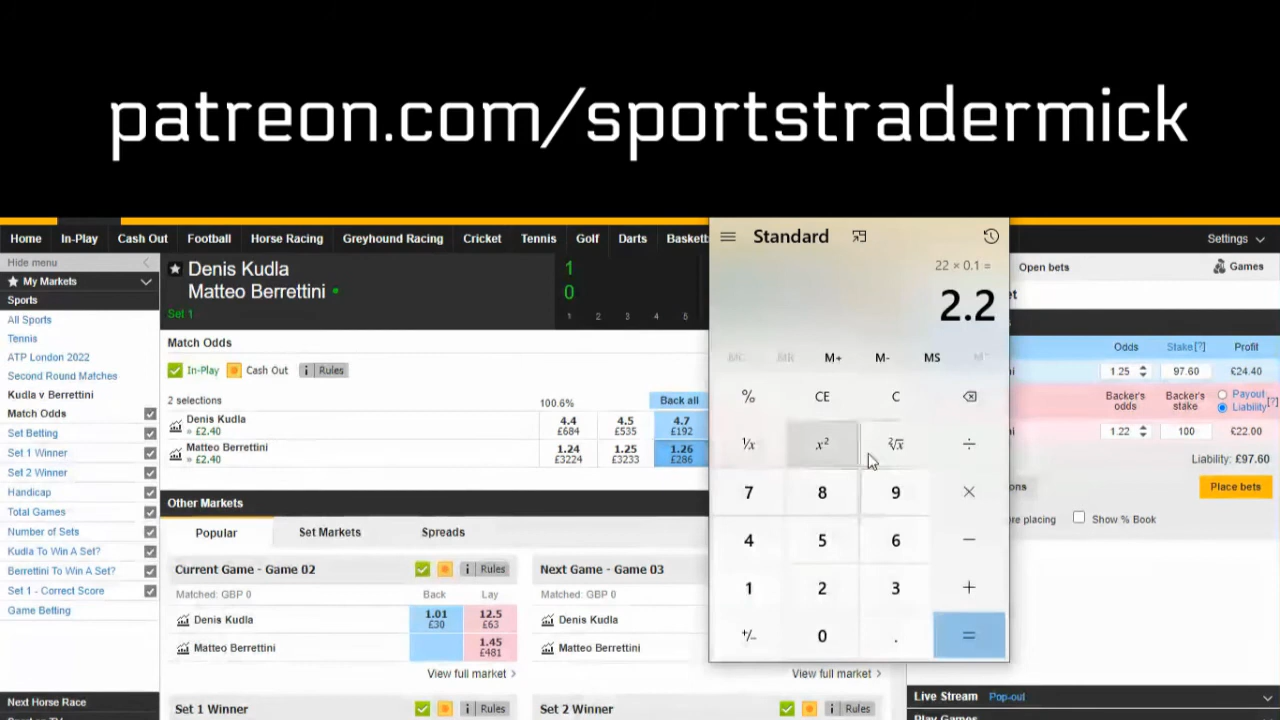 patreon.com/sportstradermick
Home In-Play Cash Out Football Horse Racing Greyhound Racing Cricket Tennis Golf Darts Basketb
Settings
Hide menu
My Markets
Sports
All Sports
Tennis
ATP London 2022
Second Round Matches
Kudla v Berrettini
Match Odds
Set Betting
Set 1 Winner
Set 2 Winner
Handicap
Total Games
Number of Sets
Kudla To Win A Set?
Berrettini To Win A Set?
Set 1 - Correct Score
Game Betting
Next Horse Race
Denis Kudla 1
Matteo Berrettini 0
Set 1 1 2 3 4 5
Match Odds
In-Play Cash Out i Rules
2 selections 100.6% Back all
Denis Kudla
» £2.40
4.4 4.5 4.7
£684 £535 £192
Matteo Berrettini
» £2.40
1.24 1.25 1.26
£3224 £3233 £286
Other Markets
Popular Set Markets Spreads
Current Game - Game 02 i Rules
Matched: GBP 0 Back Lay
Denis Kudla
1.01 12.5
£30 £63
Matteo Berrettini
1.45
£481
View full market >
Set 1 Winner i Rules
Next Game - Game 03
Matched: GBP 0
Denis Kudla
Matteo Berrettini
View full market >
Set 2 Winner i Rules
Standard
22 × 0.1 =
2.2
MC MR M+ M- MS
% CE C
¹/x x² ²√x ÷
7 8 9 ×
4 5 6 −
1 2 3 +
+/− 0 . =
Open bets Games
Odds Stake[?] Profit
1.25 97.60 £24.40
Backer's odds Backer's stake Payout Liability [?]
1.22 100 £22.00
Liability: £97.60
ons Place bets
re placing Show % Book
Live Stream Pop-out
Play Games